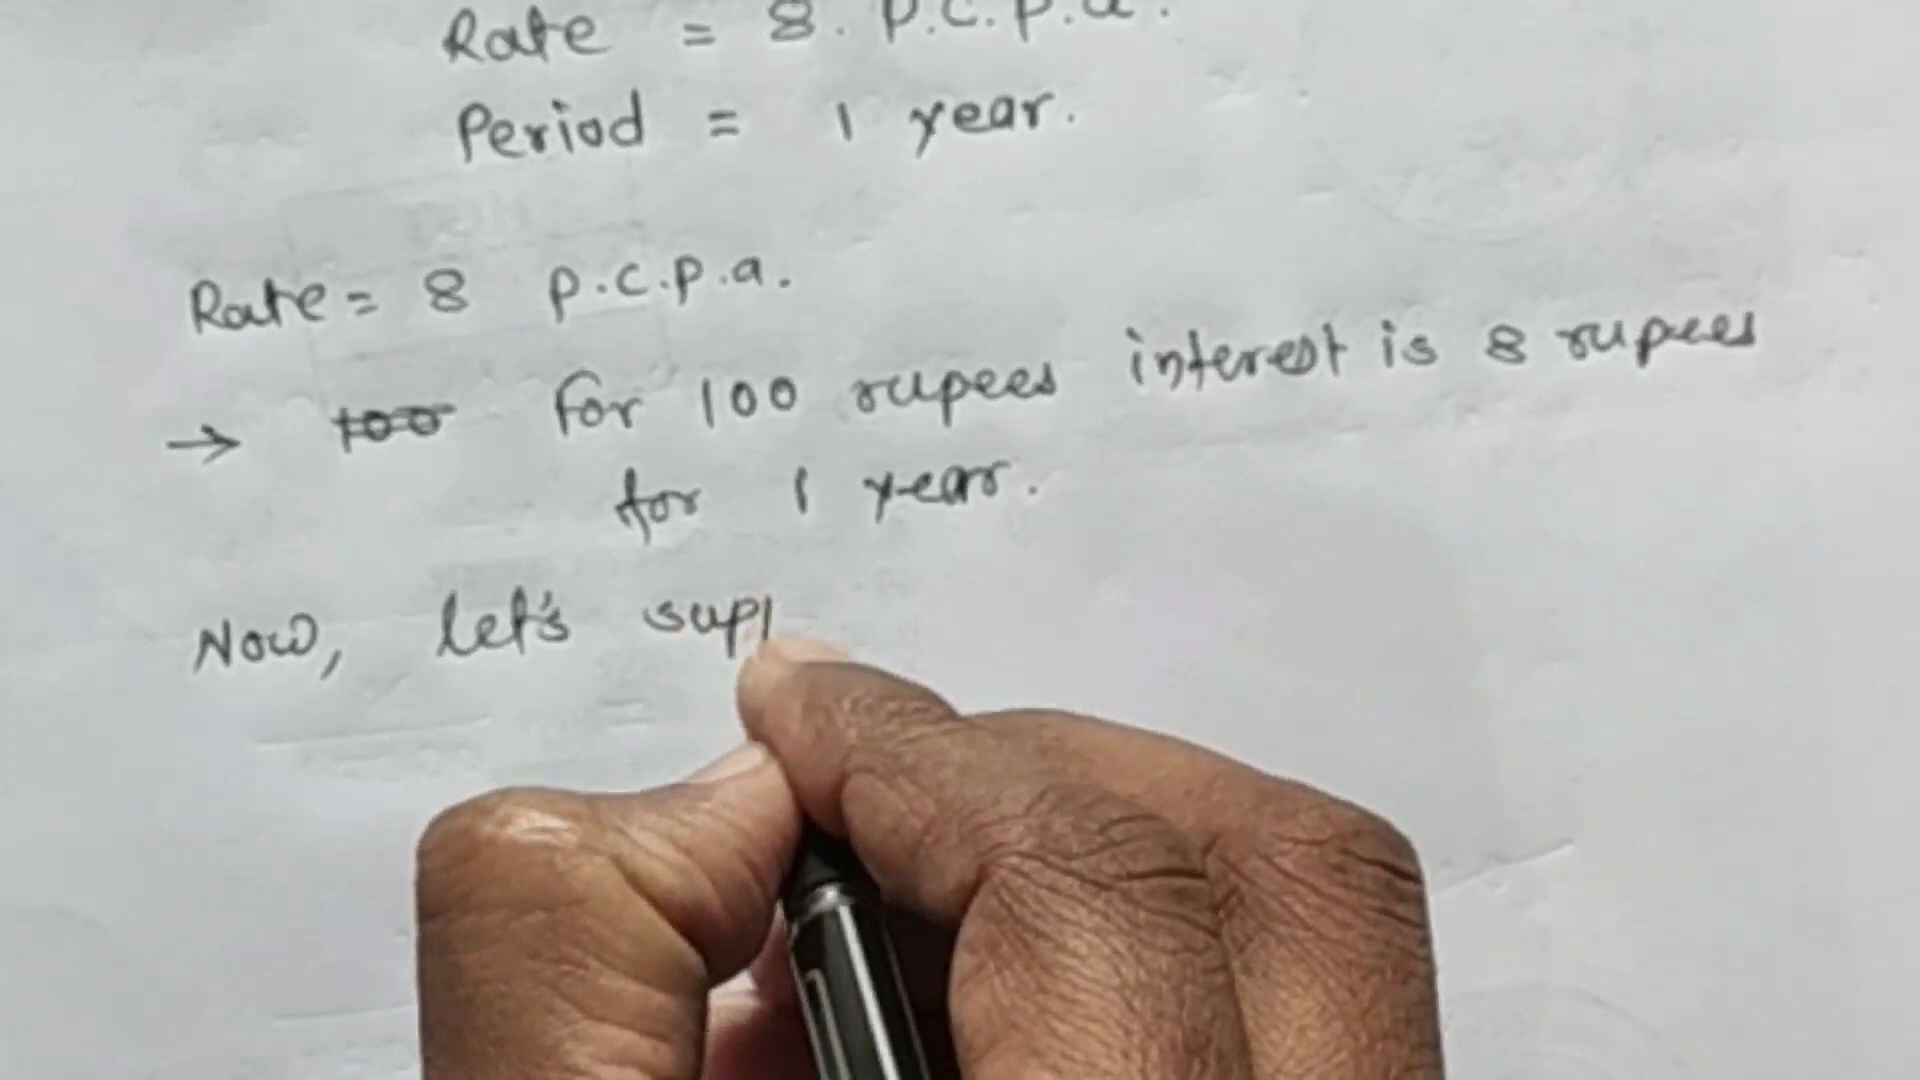 Rate = 8. p.c.p.a.
Period = 1 year.
Rate = 8 p.c.p.a.
→ 100 For 100 rupees interest is 8 rupees
for 1 year.
Now, let's sup